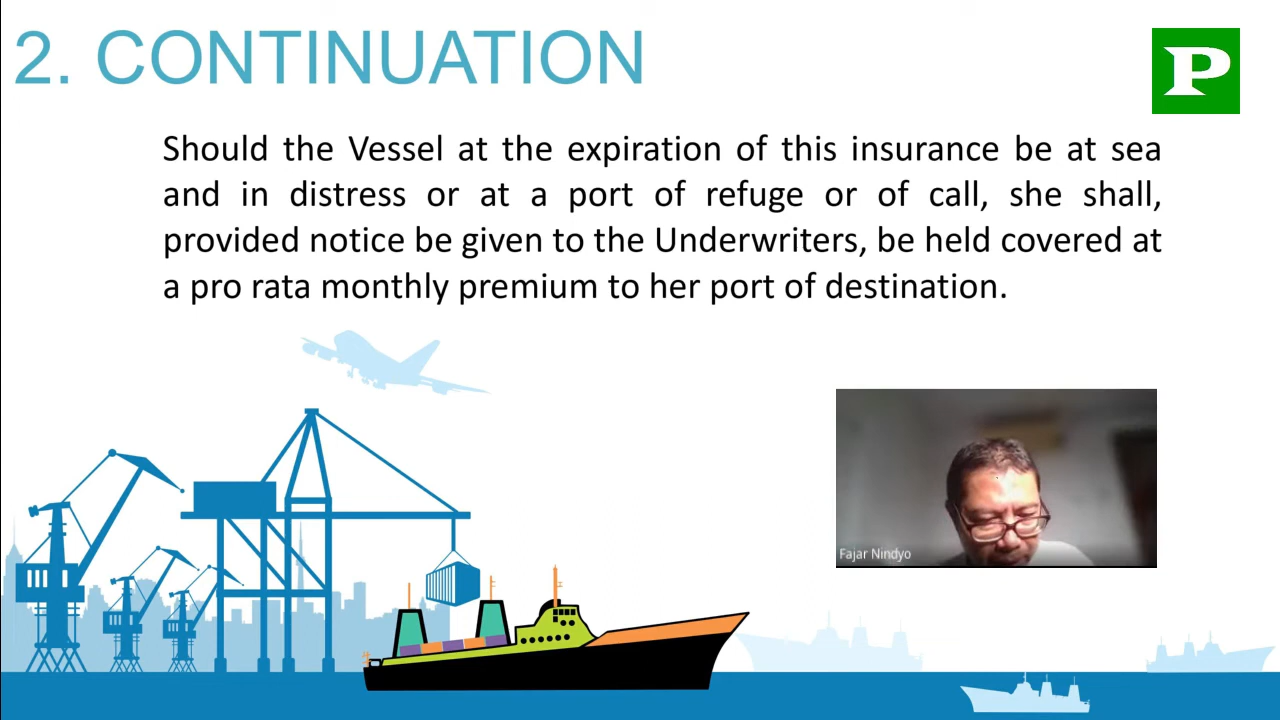 2. CONTINUATION
P
Should the Vessel at the expiration of this insurance be at sea
and in distress or at a port of refuge or of call, she shall,
provided notice be given to the Underwriters, be held covered at
a pro rata monthly premium to her port of destination.
Fajar Nindyo